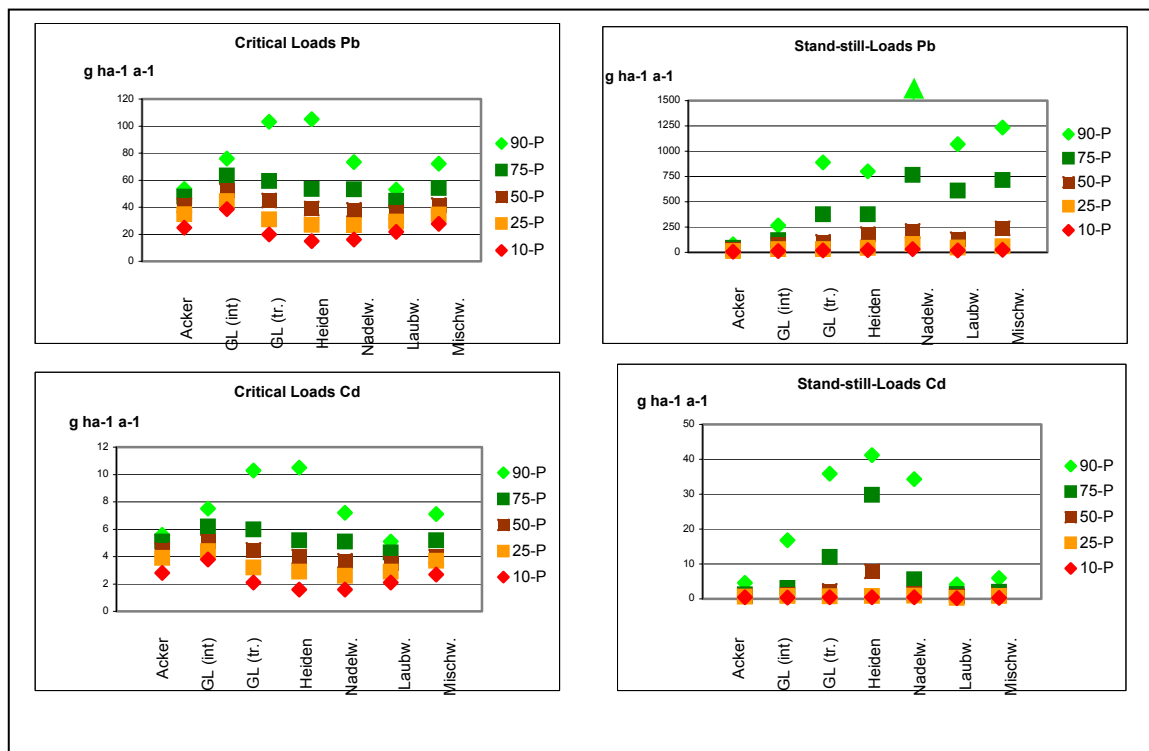 Critical Loads Pb
g ha-1 a-1
120
100
80
60
40
20
0
Acker
GL (int)
GL (tr.)
Heiden
Nadelw.
Laubw.
Mischw.
90-P
75-P
50-P
25-P
10-P
Stand-still-Loads Pb
g ha-1 a-1
1500
1250
1000
750
500
250
0
Acker
GL (int)
GL (tr.)
Heiden
Nadelw.
Laubw.
Mischw.
90-P
75-P
50-P
25-P
10-P
Critical Loads Cd
g ha-1 a-1
12
10
8
6
4
2
0
Acker
GL (int)
GL (tr.)
Heiden
Nadelw.
Laubw.
Mischw.
90-P
75-P
50-P
25-P
10-P
Stand-still-Loads Cd
g ha-1 a-1
50
40
30
20
10
0
Acker
GL (int)
GL (tr.)
Heiden
Nadelw.
Laubw.
Mischw.
90-P
75-P
50-P
25-P
10-P